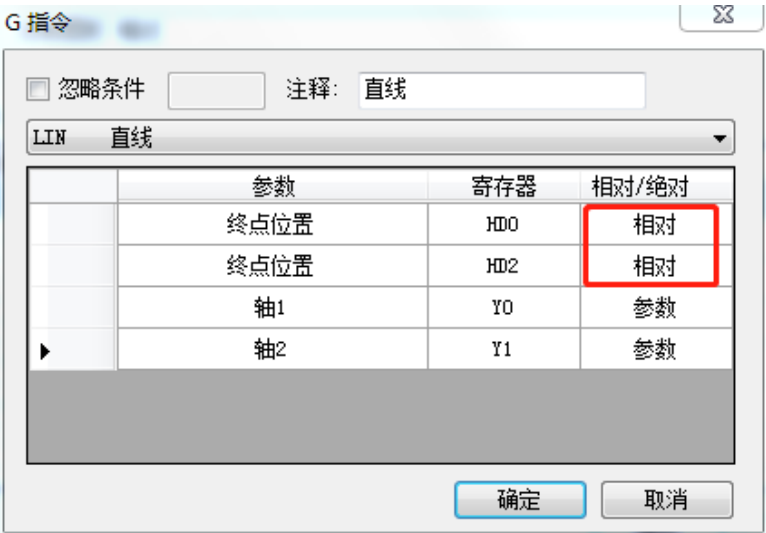 G 指令
忽略条件 注释: 直线
LIN 直线
参数 寄存器 相对/绝对
终点位置 HD0 相对
终点位置 HD2 相对
轴1 Y0 参数
轴2 Y1 参数
确定 取消